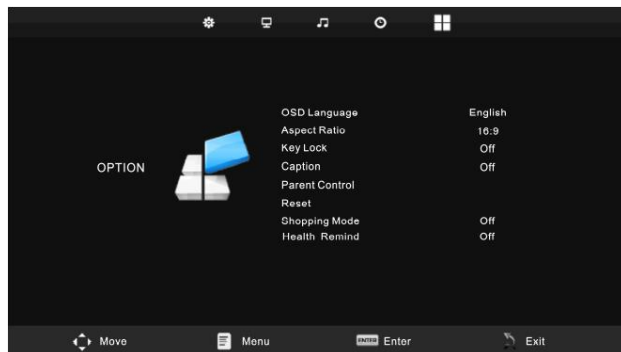 OSD Language English
Aspect Ratio 16:9
Key Lock Off
OPTION
Caption Off
Parent Control
Reset
Shopping Mode Off
Health Remind Off
Move Menu ENTER Enter Exit